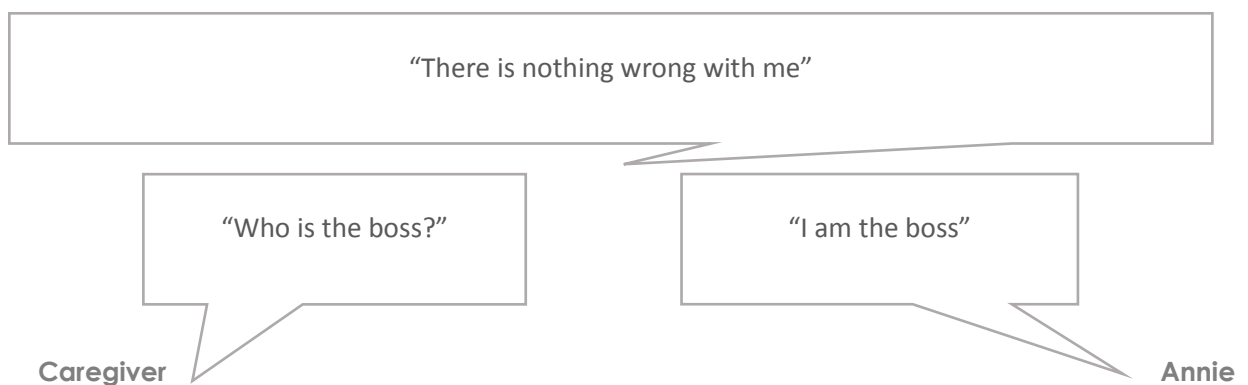 “There is nothing wrong with me”
“Who is the boss?”
“I am the boss”
Caregiver
Annie